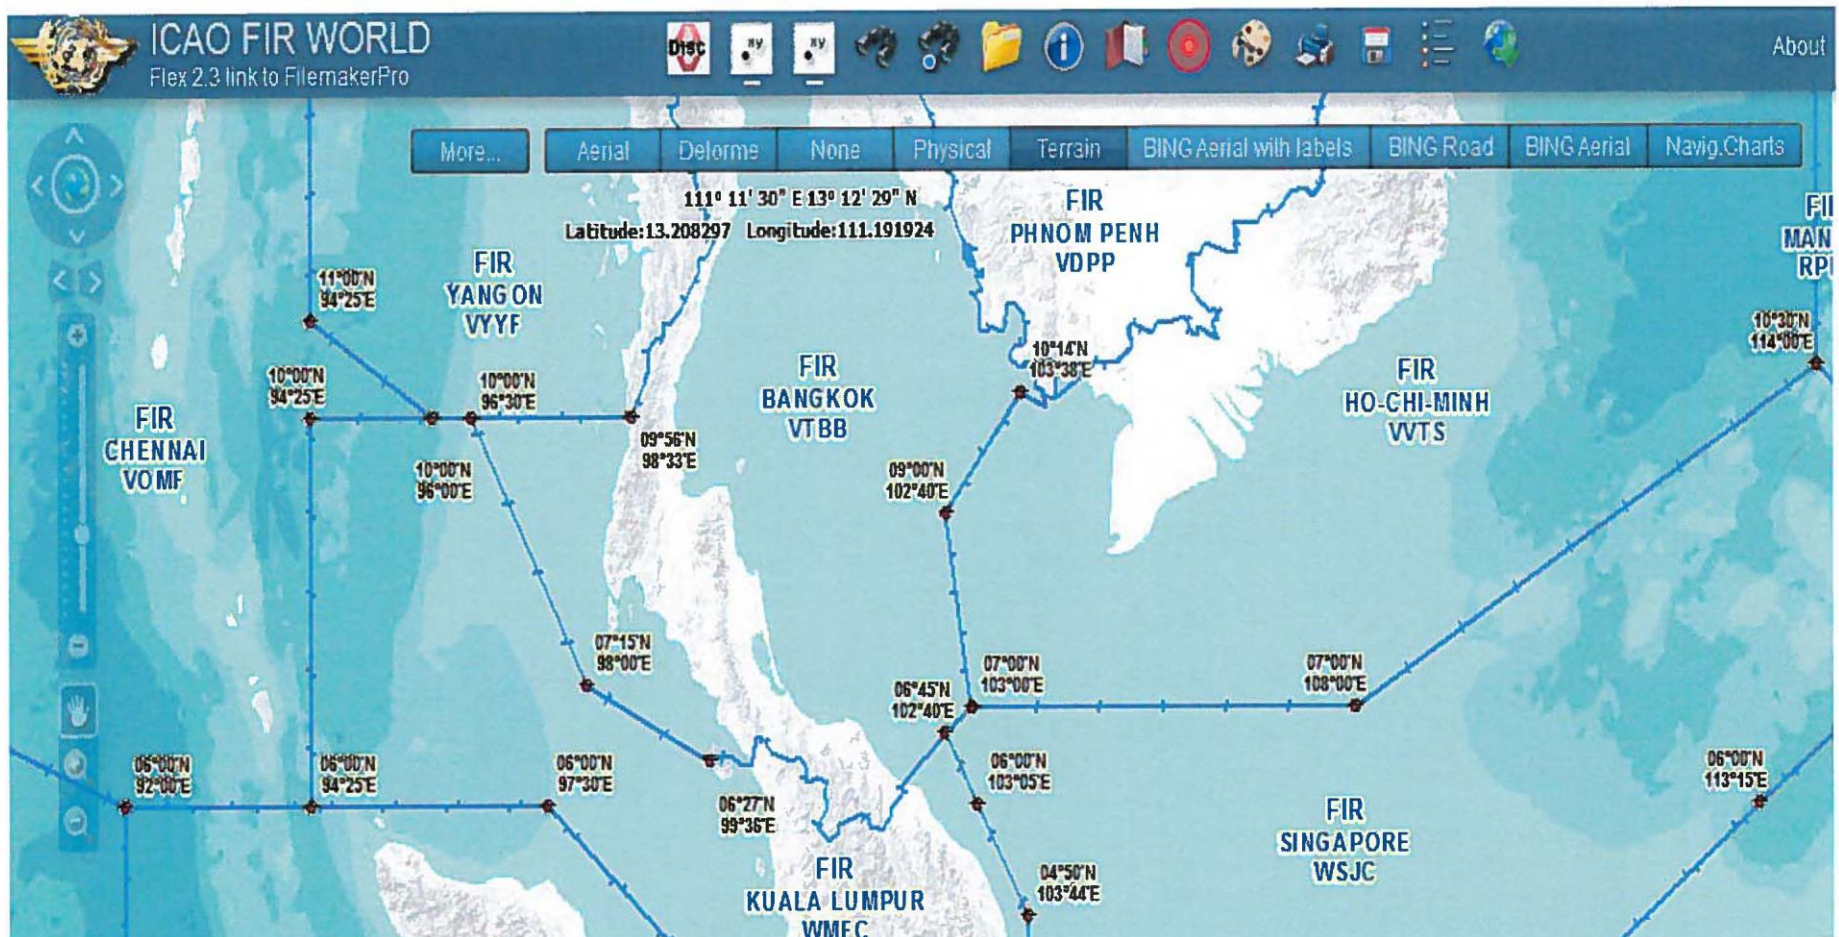 ICAO FIR WORLD
Flex 2.3 link to FilemakerPro
Disc
xy
xy
About
More...
Aerial
Delorme
None
Physical
Terrain
BING Aerial with labels
BING Road
BING Aerial
Navig.Charts
111º 11' 30" E 13º 12' 29" N
Latitude:13.208297 Longitude:111.191924
FIR
PHNOM PENH
VDPP
FIR
YANGON
VYYF
11°00'N
94°25'E
10°30'N
114°00'E
10°14'N
103°38'E
FIR
BANGKOK
VTBB
FIR
HO-CHI-MINH
VVTS
10°00'N
94°25'E
10°00'N
96°30'E
FIR
CHENNAI
VOMF
10°00'N
96°00'E
09°56'N
98°33'E
09°00'N
102°40'E
07°15'N
98°00'E
07°00'N
103°00'E
07°00'N
108°00'E
06°45'N
102°40'E
06°00'N
92°00'E
06°00'N
94°25'E
06°00'N
97°30'E
06°27'N
99°36'E
06°00'N
103°05'E
06°00'N
113°15'E
FIR
SINGAPORE
WSJC
FIR
KUALA LUMPUR
WMFC
04°50'N
103°44'E